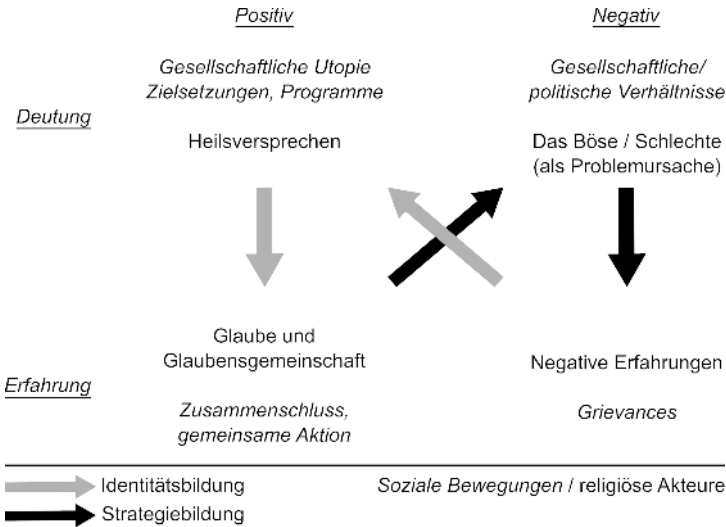 Positiv
Negativ
Deutung
Gesellschaftliche Utopie
Zielsetzungen, Programme
Heilsversprechen
Gesellschaftliche/
politische Verhältnisse
Das Böse / Schlechte
(als Problemursache)
Erfahrung
Glaube und
Glaubensgemeinschaft
Zusammenschluss,
gemeinsame Aktion
Negative Erfahrungen
Grievances
Identitätsbildung
Strategiebildung
Soziale Bewegungen / religiöse Akteure